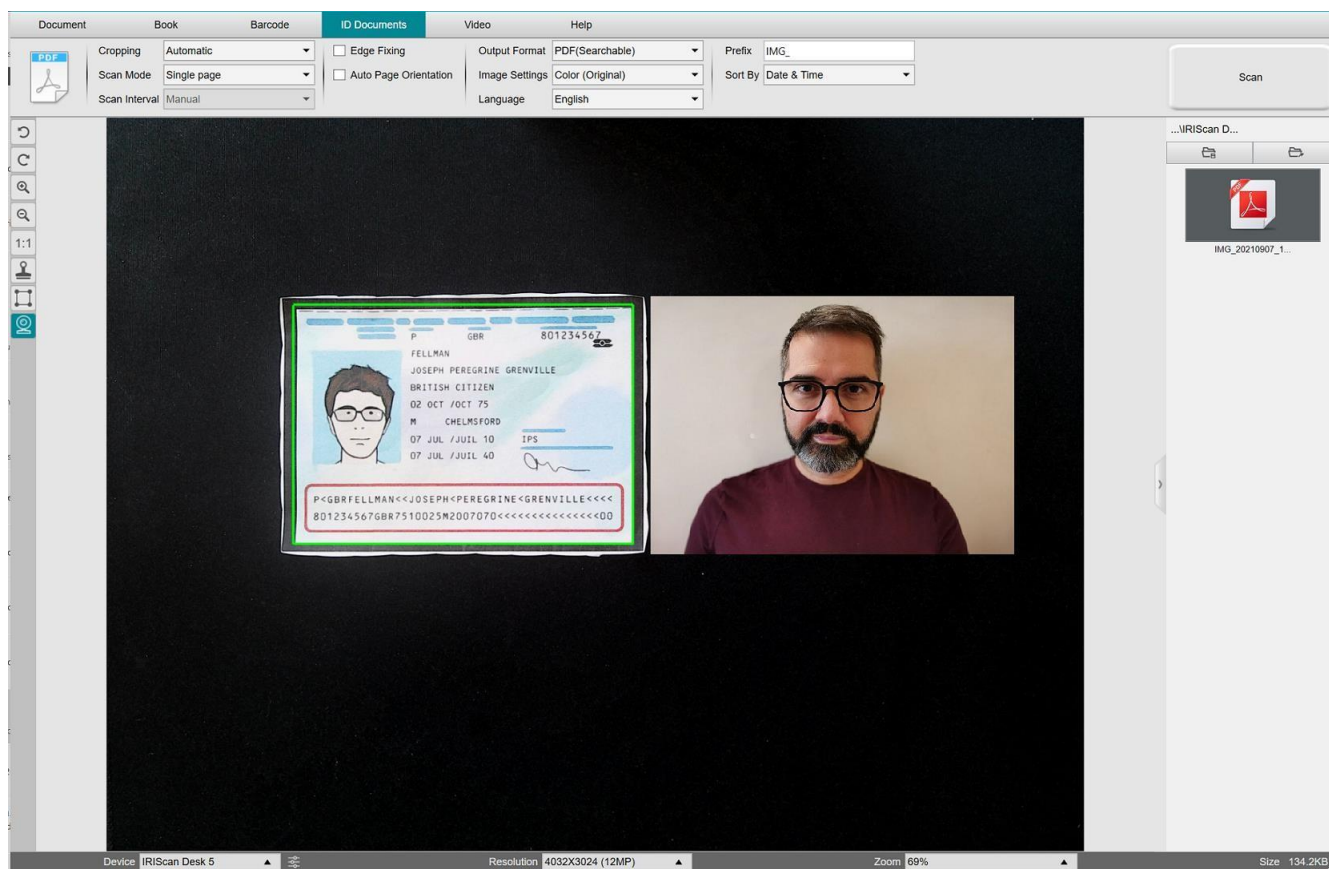 Document Book Barcode ID Documents Video Help
Cropping Automatic Edge Fixing Output Format PDF(Searchable) Prefix IMG_
Scan Mode Single page Auto Page Orientation Image Settings Color (Original) Sort By Date & Time
Scan Interval Manual Language English
PDF
Scan
...\IRIScan D...
1:1
PDF
IMG_20210907_1...
P GBR 801234567
FELLMAN
JOSEPH PEREGRINE GRENVILLE
BRITISH CITIZEN
02 OCT /OCT 75
M CHELMSFORD
07 JUL /JUIL 10 IPS
07 JUL /JUIL 40
P<GBRFELLMAN<<JOSEPH<PEREGRINE<GRENVILLE<<<<
801234567GBR7510025M2007070<<<<<<<<<<<<<<<00
Device IRIScan Desk 5 Resolution 4032X3024 (12MP) Zoom 69% Size 134.2KB